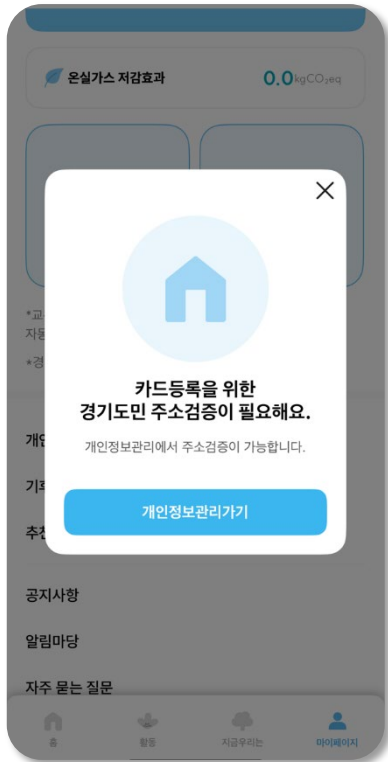 온실가스 저감효과
0.0 kgCO₂eq
카드등록을 위한
경기도민 주소검증이 필요해요.
개인정보관리에서 주소검증이 가능합니다.
개인정보관리가기
공지사항
알림마당
자주 묻는 질문
홈
활동
지금우리는
마이페이지